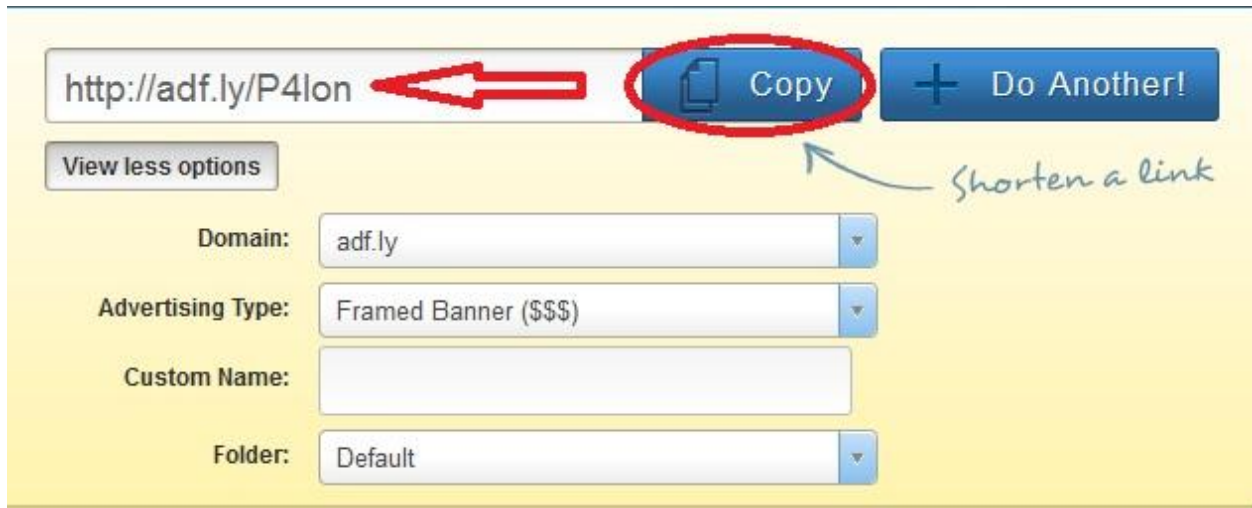 http://adf.ly/P4lon
Copy
Do Another!
View less options
Shorten a link
Domain: adf.ly
Advertising Type: Framed Banner ($$$)
Custom Name:
Folder: Default